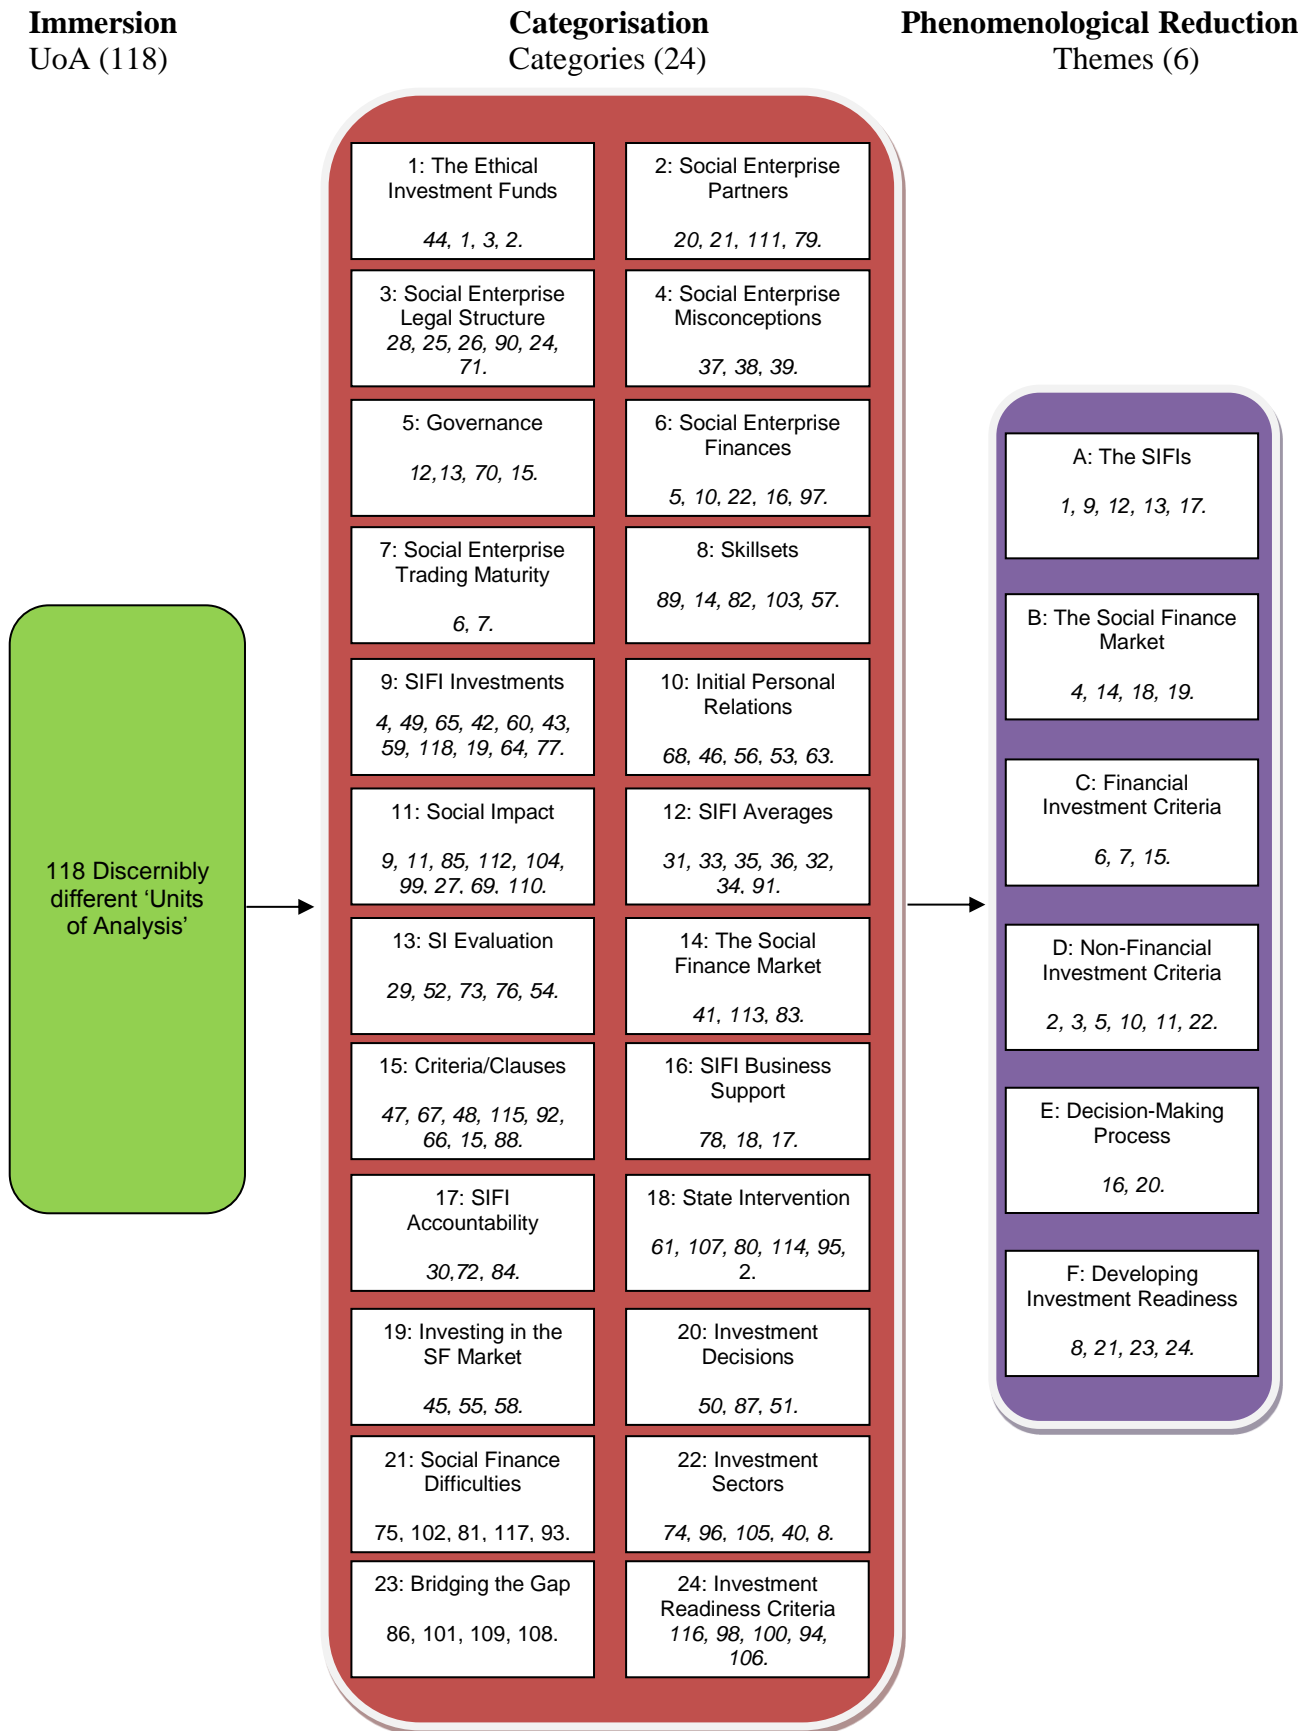 Immersion
UoA (118)
Categorisation
Categories (24)
Phenomenological Reduction
Themes (6)
118 Discernibly
different ‘Units
of Analysis’
1: The Ethical
Investment Funds
44, 1, 3, 2.
2: Social Enterprise
Partners
20, 21, 111, 79.
3: Social Enterprise
Legal Structure
28, 25, 26, 90, 24,
71.
4: Social Enterprise
Misconceptions
37, 38, 39.
5: Governance
12,13, 70, 15.
6: Social Enterprise
Finances
5, 10, 22, 16, 97.
7: Social Enterprise
Trading Maturity
6, 7.
8: Skillsets
89, 14, 82, 103, 57.
9: SIFI Investments
4, 49, 65, 42, 60, 43,
59, 118, 19, 64, 77.
10: Initial Personal
Relations
68, 46, 56, 53, 63.
11: Social Impact
9, 11, 85, 112, 104,
99, 27, 69, 110.
12: SIFI Averages
31, 33, 35, 36, 32,
34, 91.
13: SI Evaluation
29, 52, 73, 76, 54.
14: The Social
Finance Market
41, 113, 83.
15: Criteria/Clauses
47, 67, 48, 115, 92,
66, 15, 88.
16: SIFI Business
Support
78, 18, 17.
17: SIFI
Accountability
30,72, 84.
18: State Intervention
61, 107, 80, 114, 95,
2.
19: Investing in the
SF Market
45, 55, 58.
20: Investment
Decisions
50, 87, 51.
21: Social Finance
Difficulties
75, 102, 81, 117, 93.
22: Investment
Sectors
74, 96, 105, 40, 8.
23: Bridging the Gap
86, 101, 109, 108.
24: Investment
Readiness Criteria
116, 98, 100, 94,
106.
A: The SIFIs
1, 9, 12, 13, 17.
B: The Social Finance
Market
4, 14, 18, 19.
C: Financial
Investment Criteria
6, 7, 15.
D: Non-Financial
Investment Criteria
2, 3, 5, 10, 11, 22.
E: Decision-Making
Process
16, 20.
F: Developing
Investment Readiness
8, 21, 23, 24.